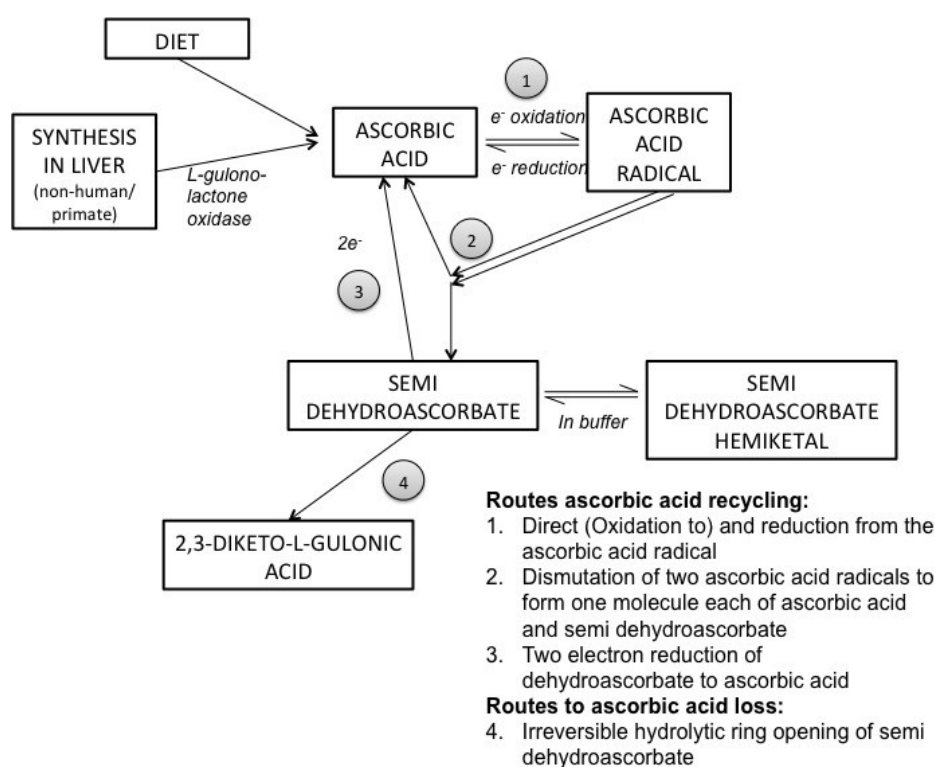 DIET
1
e- oxidation
e- reduction
ASCORBIC
ACID
ASCORBIC
ACID
RADICAL
SYNTHESIS
IN LIVER
(non-human/
primate)
L-gulono-
lactone
oxidase
2e-
2
3
SEMI
DEHYDROASCORBATE
In buffer
SEMI
DEHYDROASCORBATE
HEMIKETAL
4
2,3-DIKETO-L-GULONIC
ACID
Routes ascorbic acid recycling:
1. Direct (Oxidation to) and reduction from the
ascorbic acid radical
2. Dismutation of two ascorbic acid radicals to
form one molecule each of ascorbic acid
and semi dehydroascorbate
3. Two electron reduction of
dehydroascorbate to ascorbic acid
Routes to ascorbic acid loss:
4. Irreversible hydrolytic ring opening of semi
dehydroascorbate